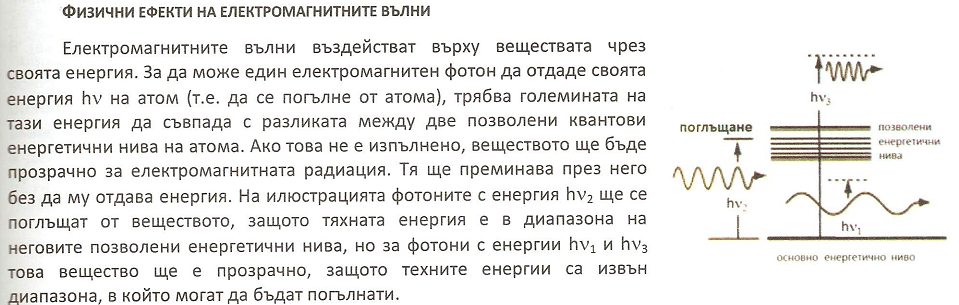 ФИЗИЧНИ ЕФЕКТИ НА ЕЛЕКТРОМАГНИТНИТЕ ВЪЛНИ
Електромагнитните вълни въздействат върху веществата чрез
своята енергия. За да може един електромагнитен фотон да отдаде своята
енергия hν на атом (т.е. да се погълне от атома), трябва големината на
тази енергия да съвпада с разликата между две позволени квантови
енергетични нива на атома. Ако това не е изпълнено, веществото ще бъде
прозрачно за електромагнитната радиация. Тя ще преминава през него
без да му отдава енергия. На илюстрацията фотоните с енергия hν₂ ще се
поглъщат от веществото, защото тяхната енергия е в диапазона на
неговите позволени енергетични нива, но за фотони с енергии hν₁ и hν₃
това вещество ще е прозрачно, защото техните енергии са извън
диапазона, в който могат да бъдат погълнати.
hν₃
поглъщане
позволени
енергетични
нива
hν₂
hν₁
основно енергетично ниво